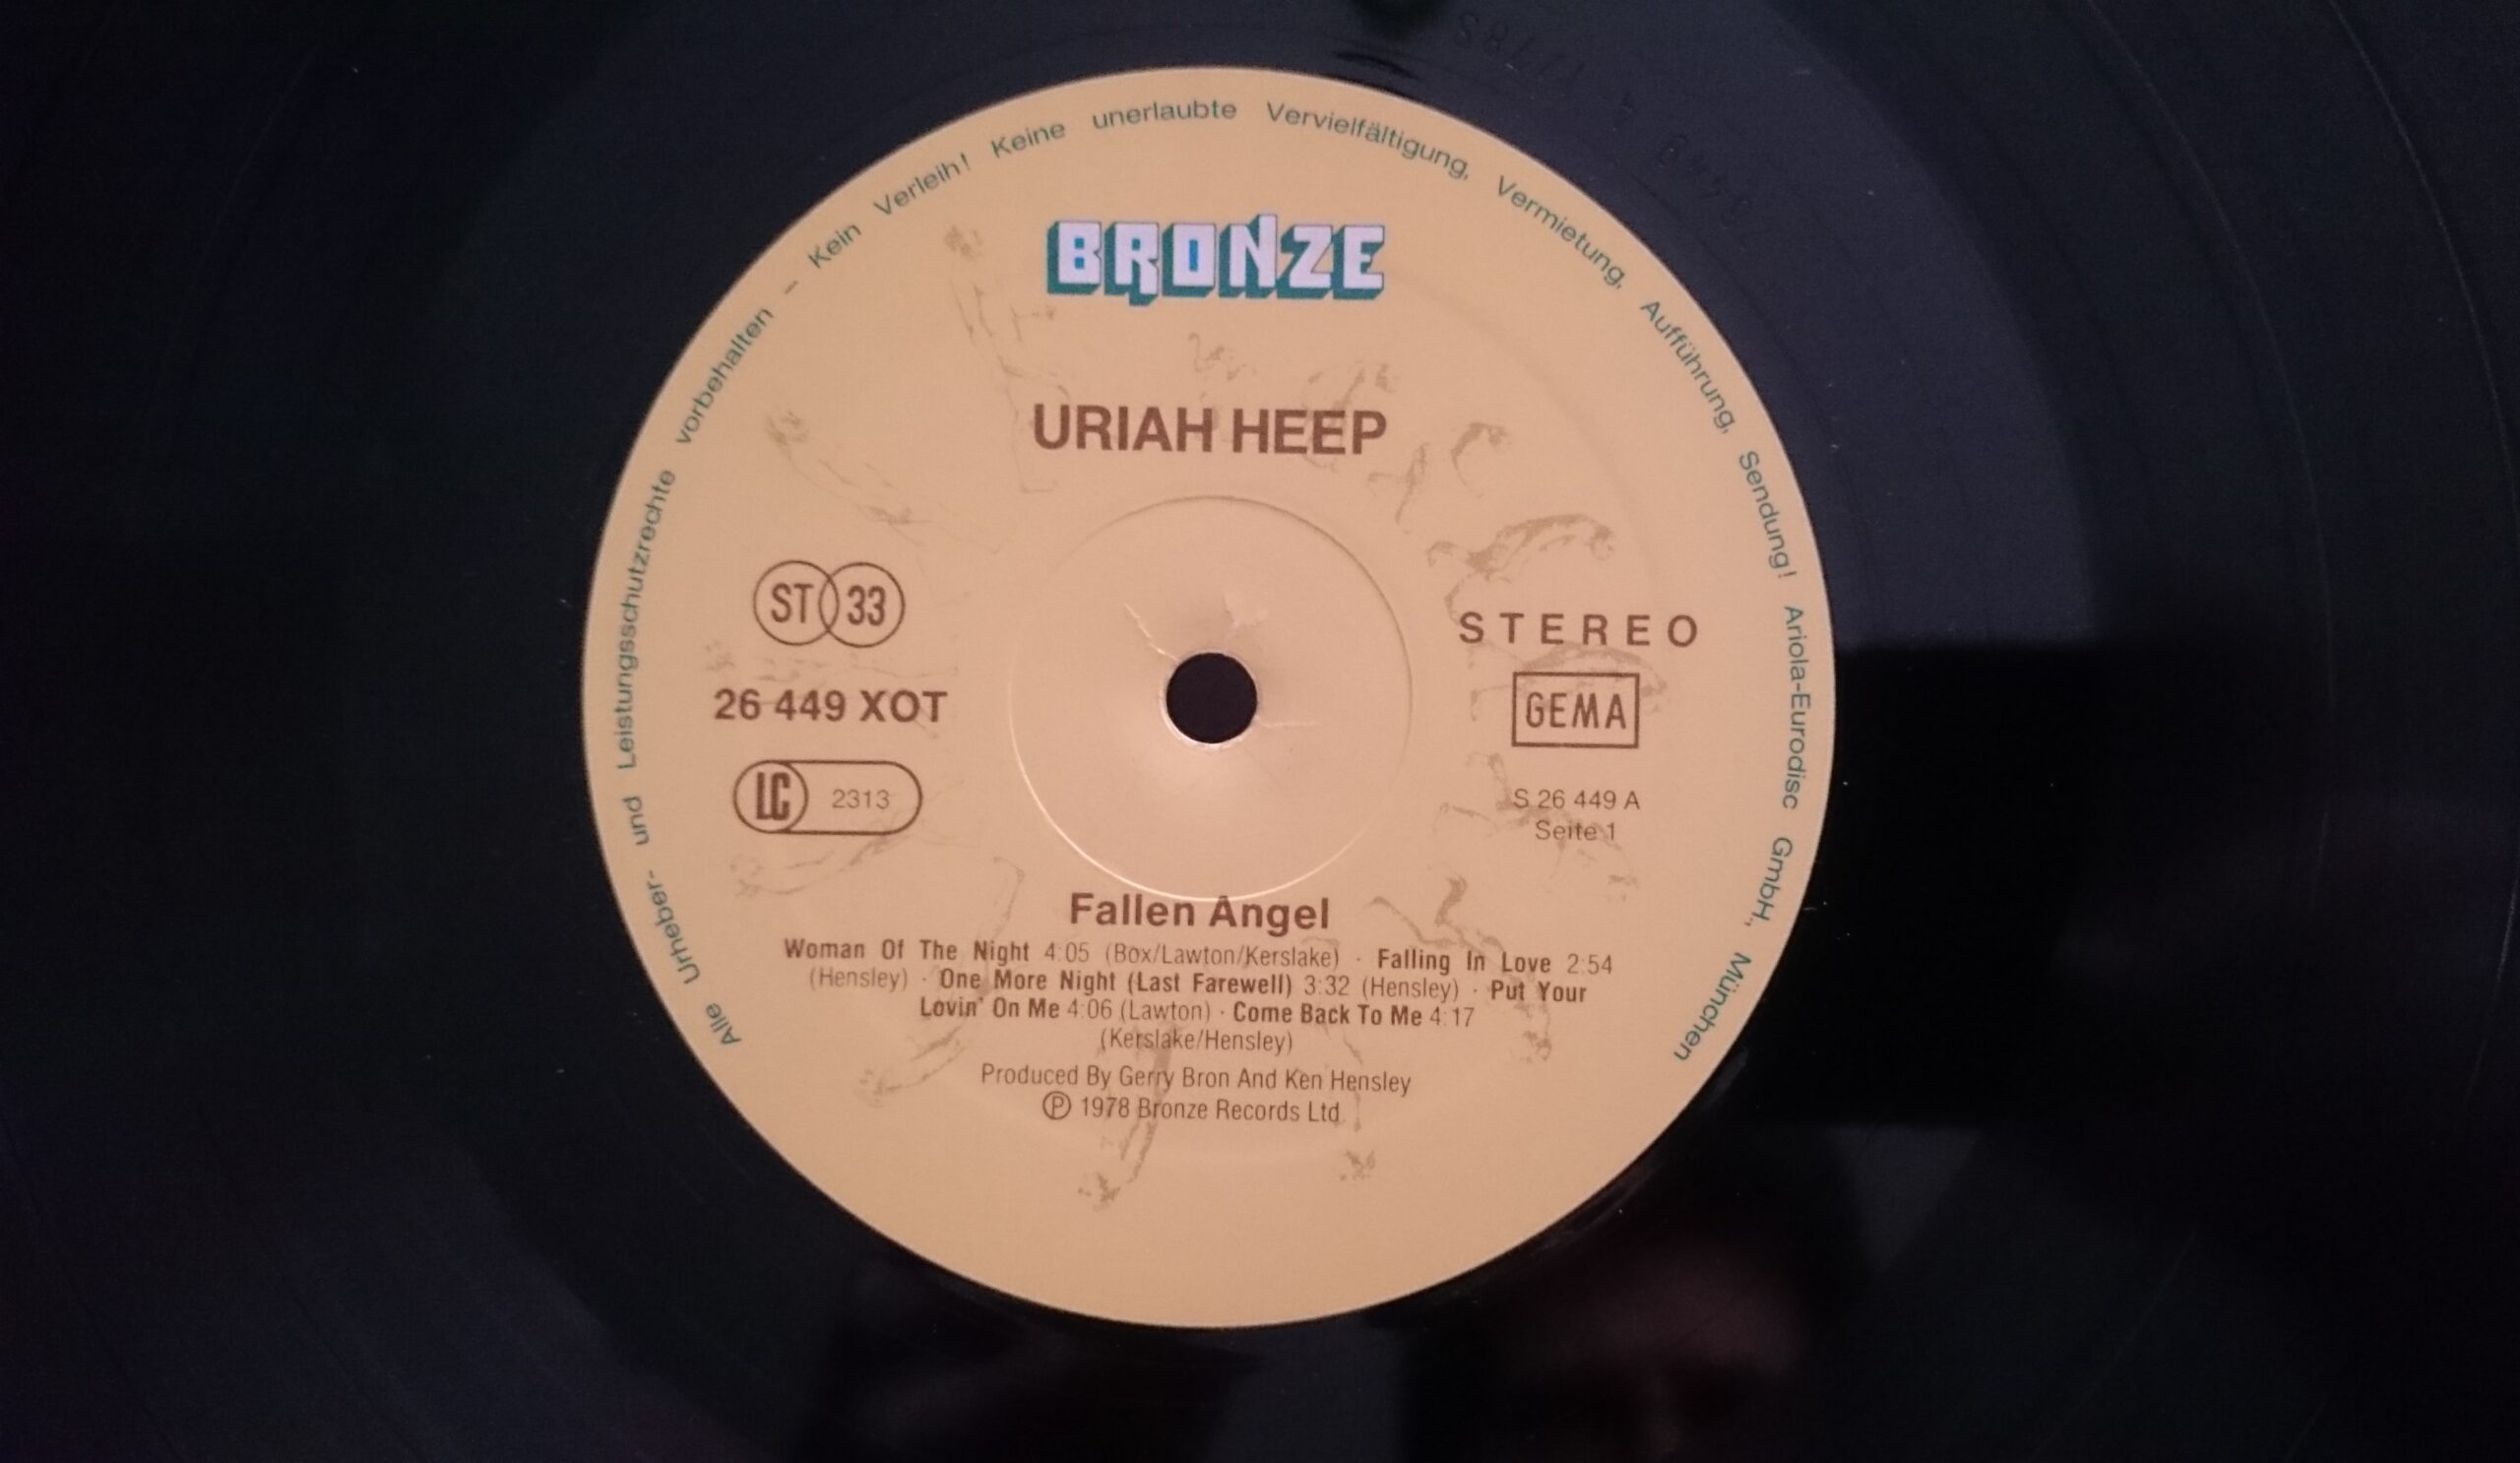 Alle Urheber- und Leistungsschutzrechte vorbehalten – Kein Verleih! Keine unerlaubte Vervielfältigung, Vermietung, Aufführung, Sendung! Ariola-Eurodisc GmbH., München
BRONZE
URIAH HEEP
ST 33
26 449 XOT
LC 2313
STEREO
GEMA
S 26 449 A
Seite 1
Fallen Angel
Woman Of The Night 4:05 (Box/Lawton/Kerslake) · Falling In Love 2:54
(Hensley) · One More Night (Last Farewell) 3:32 (Hensley) · Put Your
Lovin' On Me 4:06 (Lawton) · Come Back To Me 4:17
(Kerslake/Hensley)
Produced By Gerry Bron And Ken Hensley
Ⓟ 1978 Bronze Records Ltd.